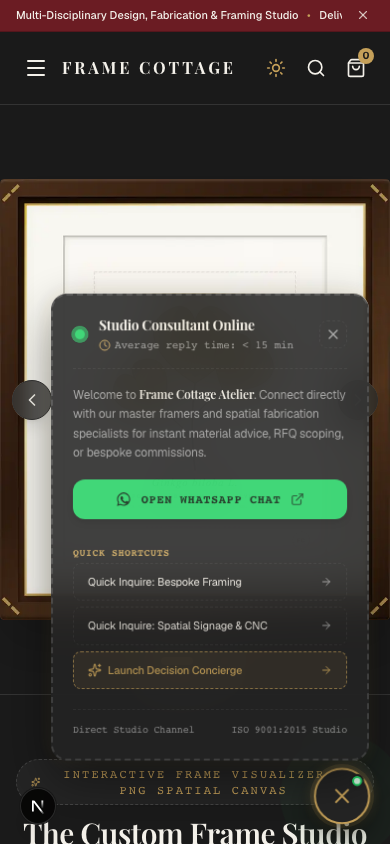 Multi-Disciplinary Design, Fabrication & Framing Studio •
FRAME COTTAGE
0
Studio Consultant Online
Average reply time: < 15 min
Welcome to Frame Cottage Atelier. Connect directly
with our master framers and spatial fabrication
specialists for instant material advice, RFQ scoping,
or bespoke commissions.
OPEN WHATSAPP CHAT
QUICK SHORTCUTS
Quick Inquire: Bespoke Framing
Quick Inquire: Spatial Signage & CNC
Launch Decision Concierge
Direct Studio Channel ISO 9001:2015 Studio
INTERACTIVE FRAME VISUALIZER
PNG SPATIAL CANVAS
N
The Custom Frame Studio